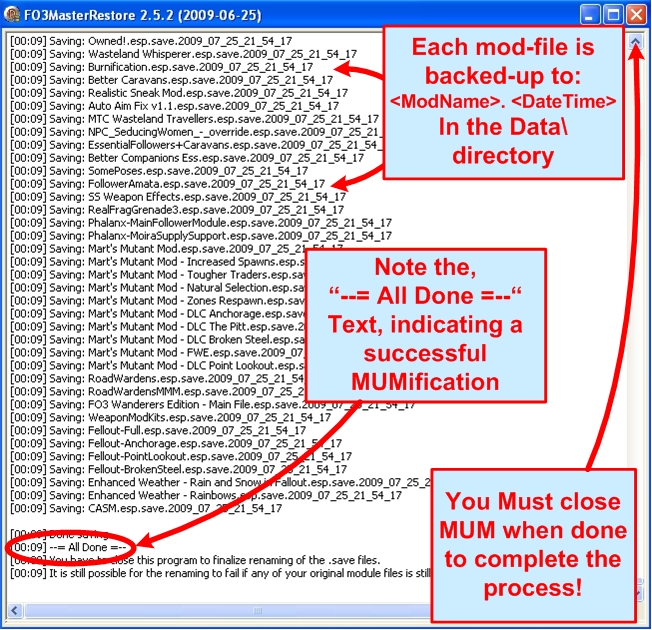 FO3MasterRestore 2.5.2 (2009-06-25)
[00:09] Saving: Owned!.esp.save.2009_07_25_21_54_17
[00:09] Saving: Wasteland Whisperer.esp.save.2009_07_25_21_54_17
[00:09] Saving: Burnification.esp.save.2009_07_25_21_54_17
[00:09] Saving: Better Caravans.esp.save.2009_07_25_21_54_17
[00:09] Saving: Realistic Sneak Mod.esp.save.2009_07_25_21_54_17
[00:09] Saving: Auto Aim Fix v1.1.esp.save.2009_07_25_21_54_17
[00:09] Saving: MTC Wasteland Travellers.esp.save.2009_07_25_21_54_17
[00:09] Saving: NPC_SeducingWomen_-_override.esp.save.2009_07_25_21_54_17
[00:09] Saving: EssentialFollowers+Caravans.esp.save.2009_07_25_21_54_17
[00:09] Saving: Better Companions Ess.esp.save.2009_07_25_21_54_17
[00:09] Saving: SomePoses.esp.save.2009_07_25_21_54_17
[00:09] Saving: FollowerAmata.esp.save.2009_07_25_21_54_17
[00:09] Saving: SS Weapon Effects.esp.save.2009_07_25_21_54_17
[00:09] Saving: RealFragGrenade3.esp.save.2009_07_25_21_54_17
[00:09] Saving: Phalanx-MainFollowerModule.esp.save.2009_07_25_21_54_17
[00:09] Saving: Phalanx-MoiraSupplySupport.esp.save.2009_07_25_21_54_17
[00:09] Saving: Mart's Mutant Mod.esp.save.2009_07_25_21_54_17
[00:09] Saving: Mart's Mutant Mod - Increased Spawns.esp.sa
[00:09] Saving: Mart's Mutant Mod - Tougher Traders.esp.sa
[00:09] Saving: Mart's Mutant Mod - Natural Selection.esp.sa
[00:09] Saving: Mart's Mutant Mod - Zones Respawn.esp.sa
[00:09] Saving: Mart's Mutant Mod - DLC Anchorage.esp.sa
[00:09] Saving: Mart's Mutant Mod - DLC The Pitt.esp.save.2
[00:09] Saving: Mart's Mutant Mod - DLC Broken Steel.esp.sa
[00:09] Saving: Mart's Mutant Mod - FWE.esp.save.2009_07
[00:09] Saving: Mart's Mutant Mod - DLC Point Lookout.esp.s
[00:09] Saving: RoadWardens.esp.save.2009_07_25_21_54
[00:09] Saving: RoadWardensMMM.esp.save.2009_07_25_2
[00:09] Saving: FO3 Wanderers Edition - Main File.esp.save.2009_07_25_21_54_17
[00:09] Saving: WeaponModKits.esp.save.2009_07_25_21_54_17
[00:09] Saving: Fellout-Full.esp.save.2009_07_25_21_54_17
[00:09] Saving: Fellout-Anchorage.esp.save.2009_07_25_21_54_17
[00:09] Saving: Fellout-PointLookout.esp.save.2009_07_25_21_54_17
[00:09] Saving: Fellout-BrokenSteel.esp.save.2009_07_25_21_54_17
[00:09] Saving: Enhanced Weather - Rain and Snow in Fallout.esp.save.2009_07_25_2
[00:09] Saving: Enhanced Weather - Rainbows.esp.save.2009_07_25_21_54_17
[00:09] Saving: CASM.esp.save.2009_07_25_21_54_17
[00:09] Done saving
[00:09] --= All Done =--
[00:09] You have to close this program to finalize renaming of the .save files.
[00:09] It is still possible for the renaming to fail if any of your original module files is still
Each mod-file is
backed-up to:
<ModName>. <DateTime>
In the Data\
directory
Note the,
“--= All Done =--“
Text, indicating a
successful
MUMification
You Must close
MUM when done
to complete the
process!